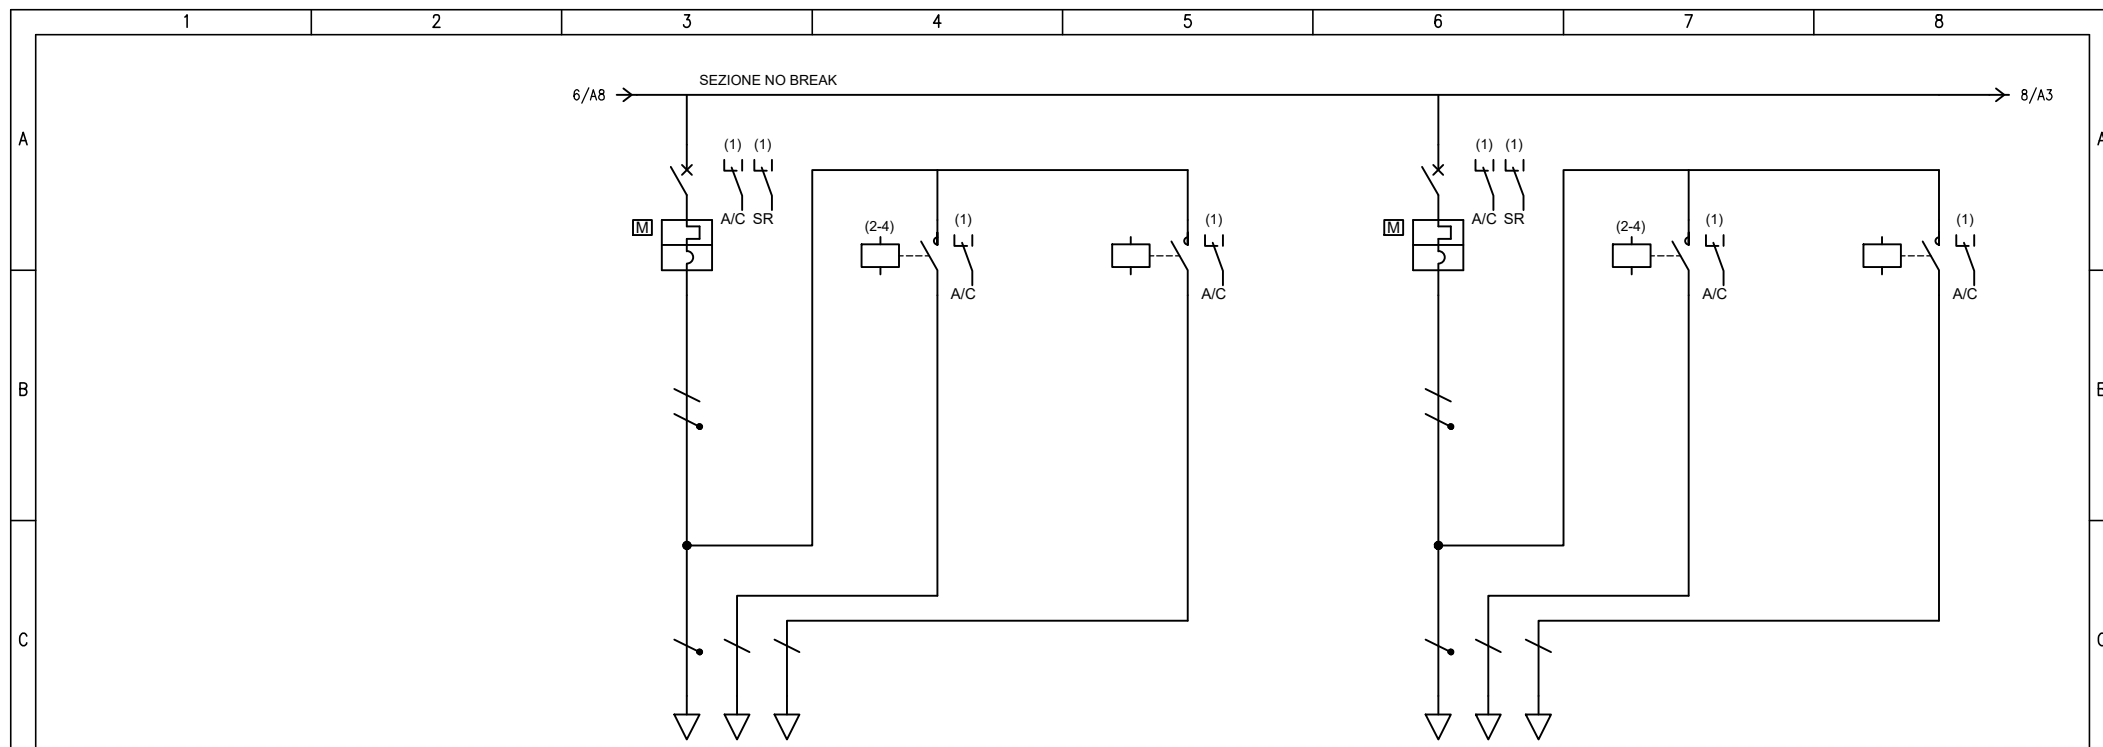 1 2 3 4 5 6 7 8
SEZIONE NO BREAK
6/A8 8/A3
A A
(1) (1) (1) (1)
A/C SR A/C SR
M M
(2-4) (1) (1) (2-4) (1) (1)
A/C A/C A/C A/C
B
C